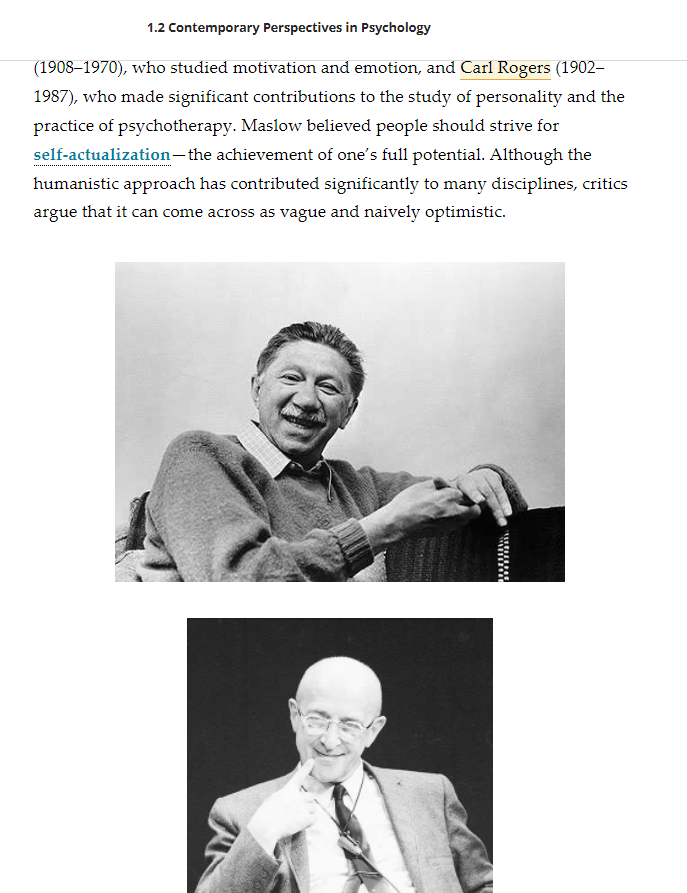 1.2 Contemporary Perspectives in Psychology
(1908–1970), who studied motivation and emotion, and Carl Rogers (1902–
1987), who made significant contributions to the study of personality and the
practice of psychotherapy. Maslow believed people should strive for
self-actualization—the achievement of one’s full potential. Although the
humanistic approach has contributed significantly to many disciplines, critics
argue that it can come across as vague and naively optimistic.